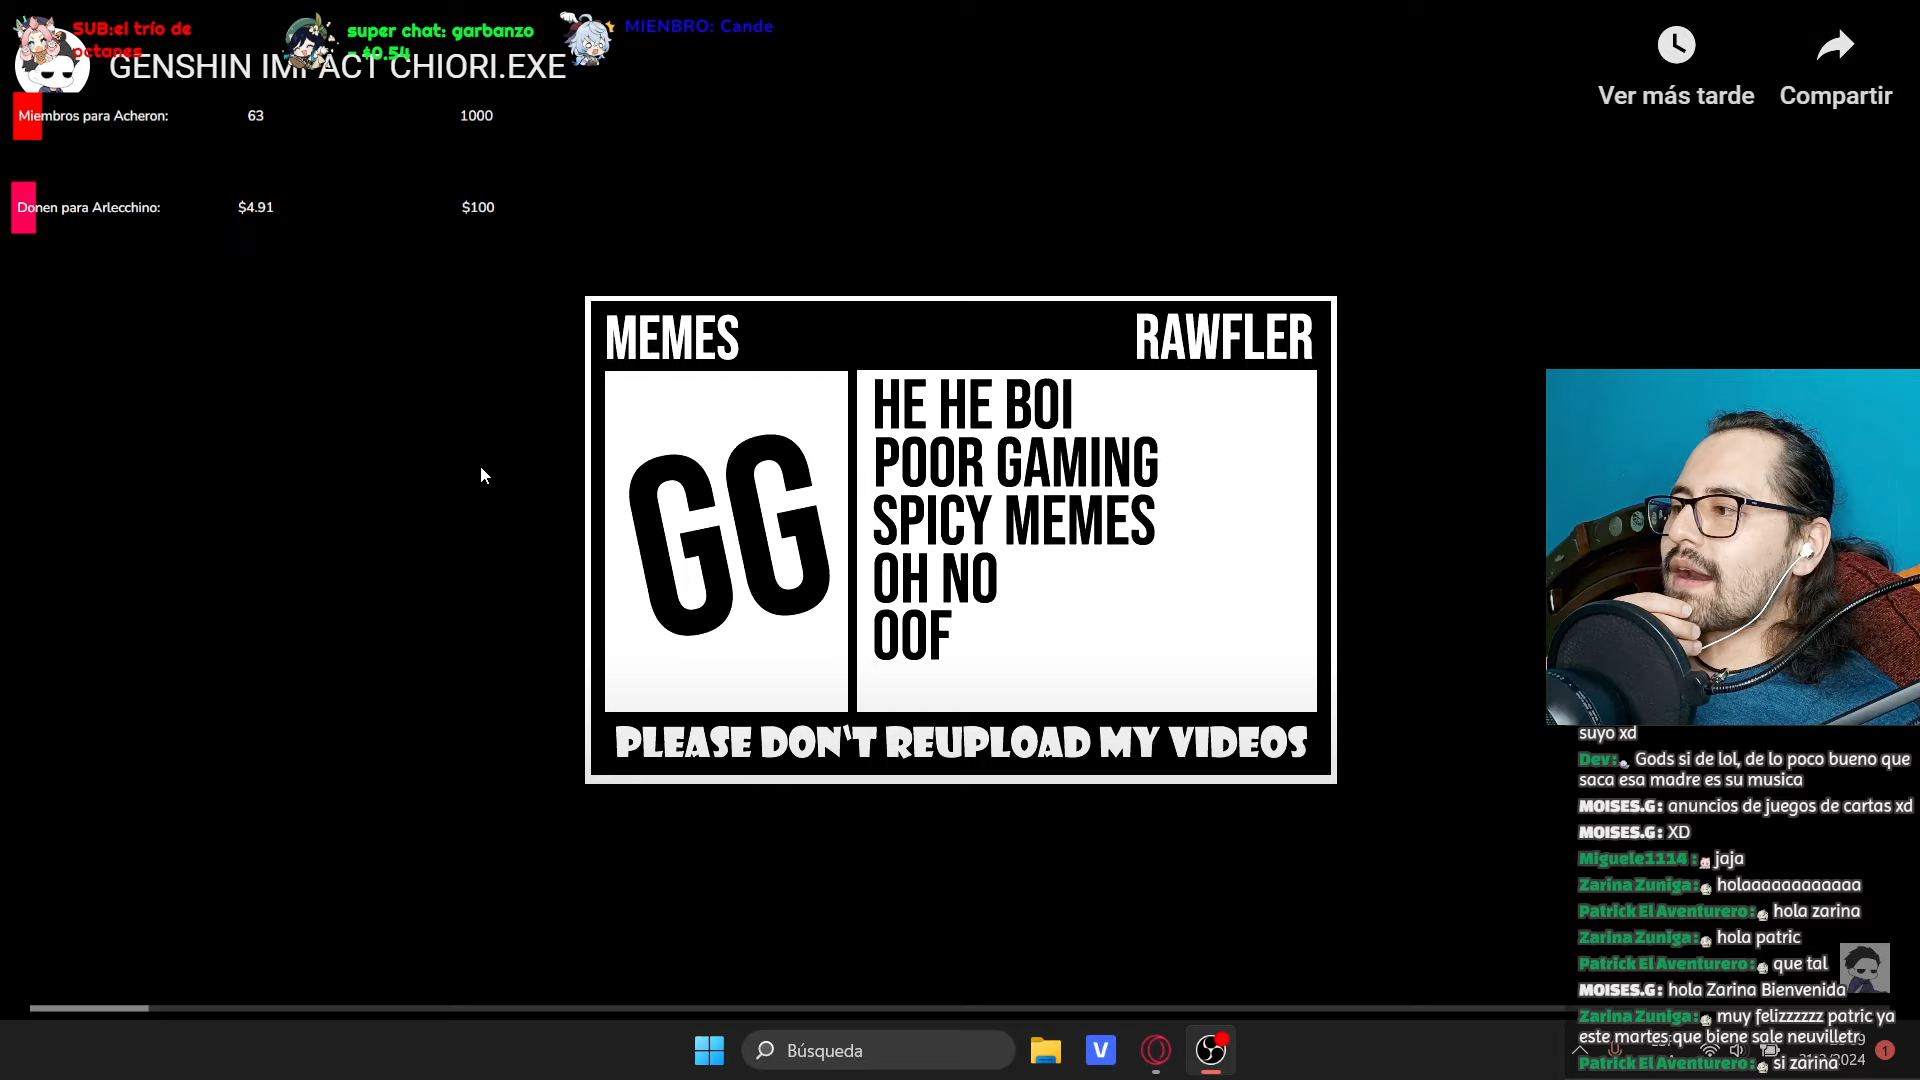 SUB:el trío de
octanes
super chat: garbanzo
- $0.54
MIENBRO: Cande
GENSHIN IMPACT CHIORI.EXE
Ver más tarde
Compartir
Miembros para Acheron: 63 1000
Donen para Arlecchino: $4.91 $100
MEMES
RAWFLER
GG
HE HE BOI
POOR GAMING
SPICY MEMES
OH NO
OOF
PLEASE DON'T REUPLOAD MY VIDEOS
suyo xd
Dev: Gods si de lol, de lo poco bueno que
saca esa madre es su musica
MOISES.G: anuncios de juegos de cartas xd
MOISES.G: XD
Miguele1114: jaja
Zarina Zuniga: holaaaaaaaaaaaa
Patrick El Aventurero: hola zarina
Zarina Zuniga: hola patric
Patrick El Aventurero: que tal
MOISES.G: hola Zarina Bienvenida
Zarina Zuniga: muy felizzzzzz patric ya
este martes que biene sale neuvilletr
Patrick El Aventurero: si zarina
Búsqueda
V
1